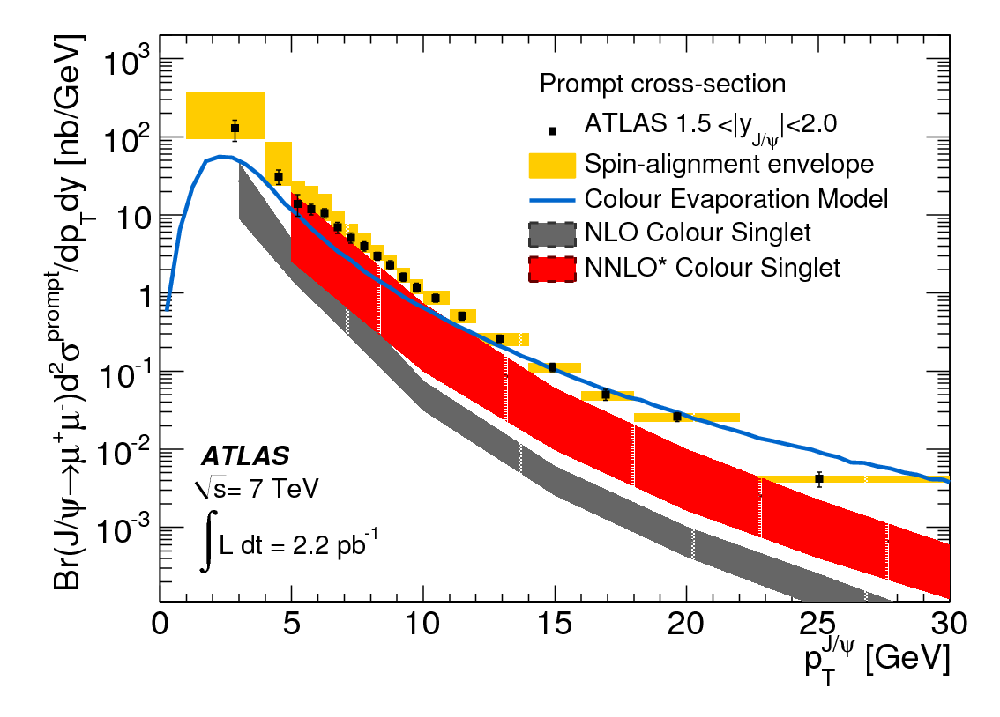 Br(J/ψ→μ⁺μ⁻)d²σᵖʳᵒᵐᵖᵗ/dp_T dy [nb/GeV]
10³
10²
10
1
10⁻¹
10⁻²
10⁻³
Prompt cross-section
ATLAS 1.5 <|y_J/ψ|<2.0
Spin-alignment envelope
Colour Evaporation Model
NLO Colour Singlet
NNLO* Colour Singlet
ATLAS
√s= 7 TeV
∫L dt = 2.2 pb⁻¹
0 5 10 15 20 25 30
p_T^J/ψ [GeV]